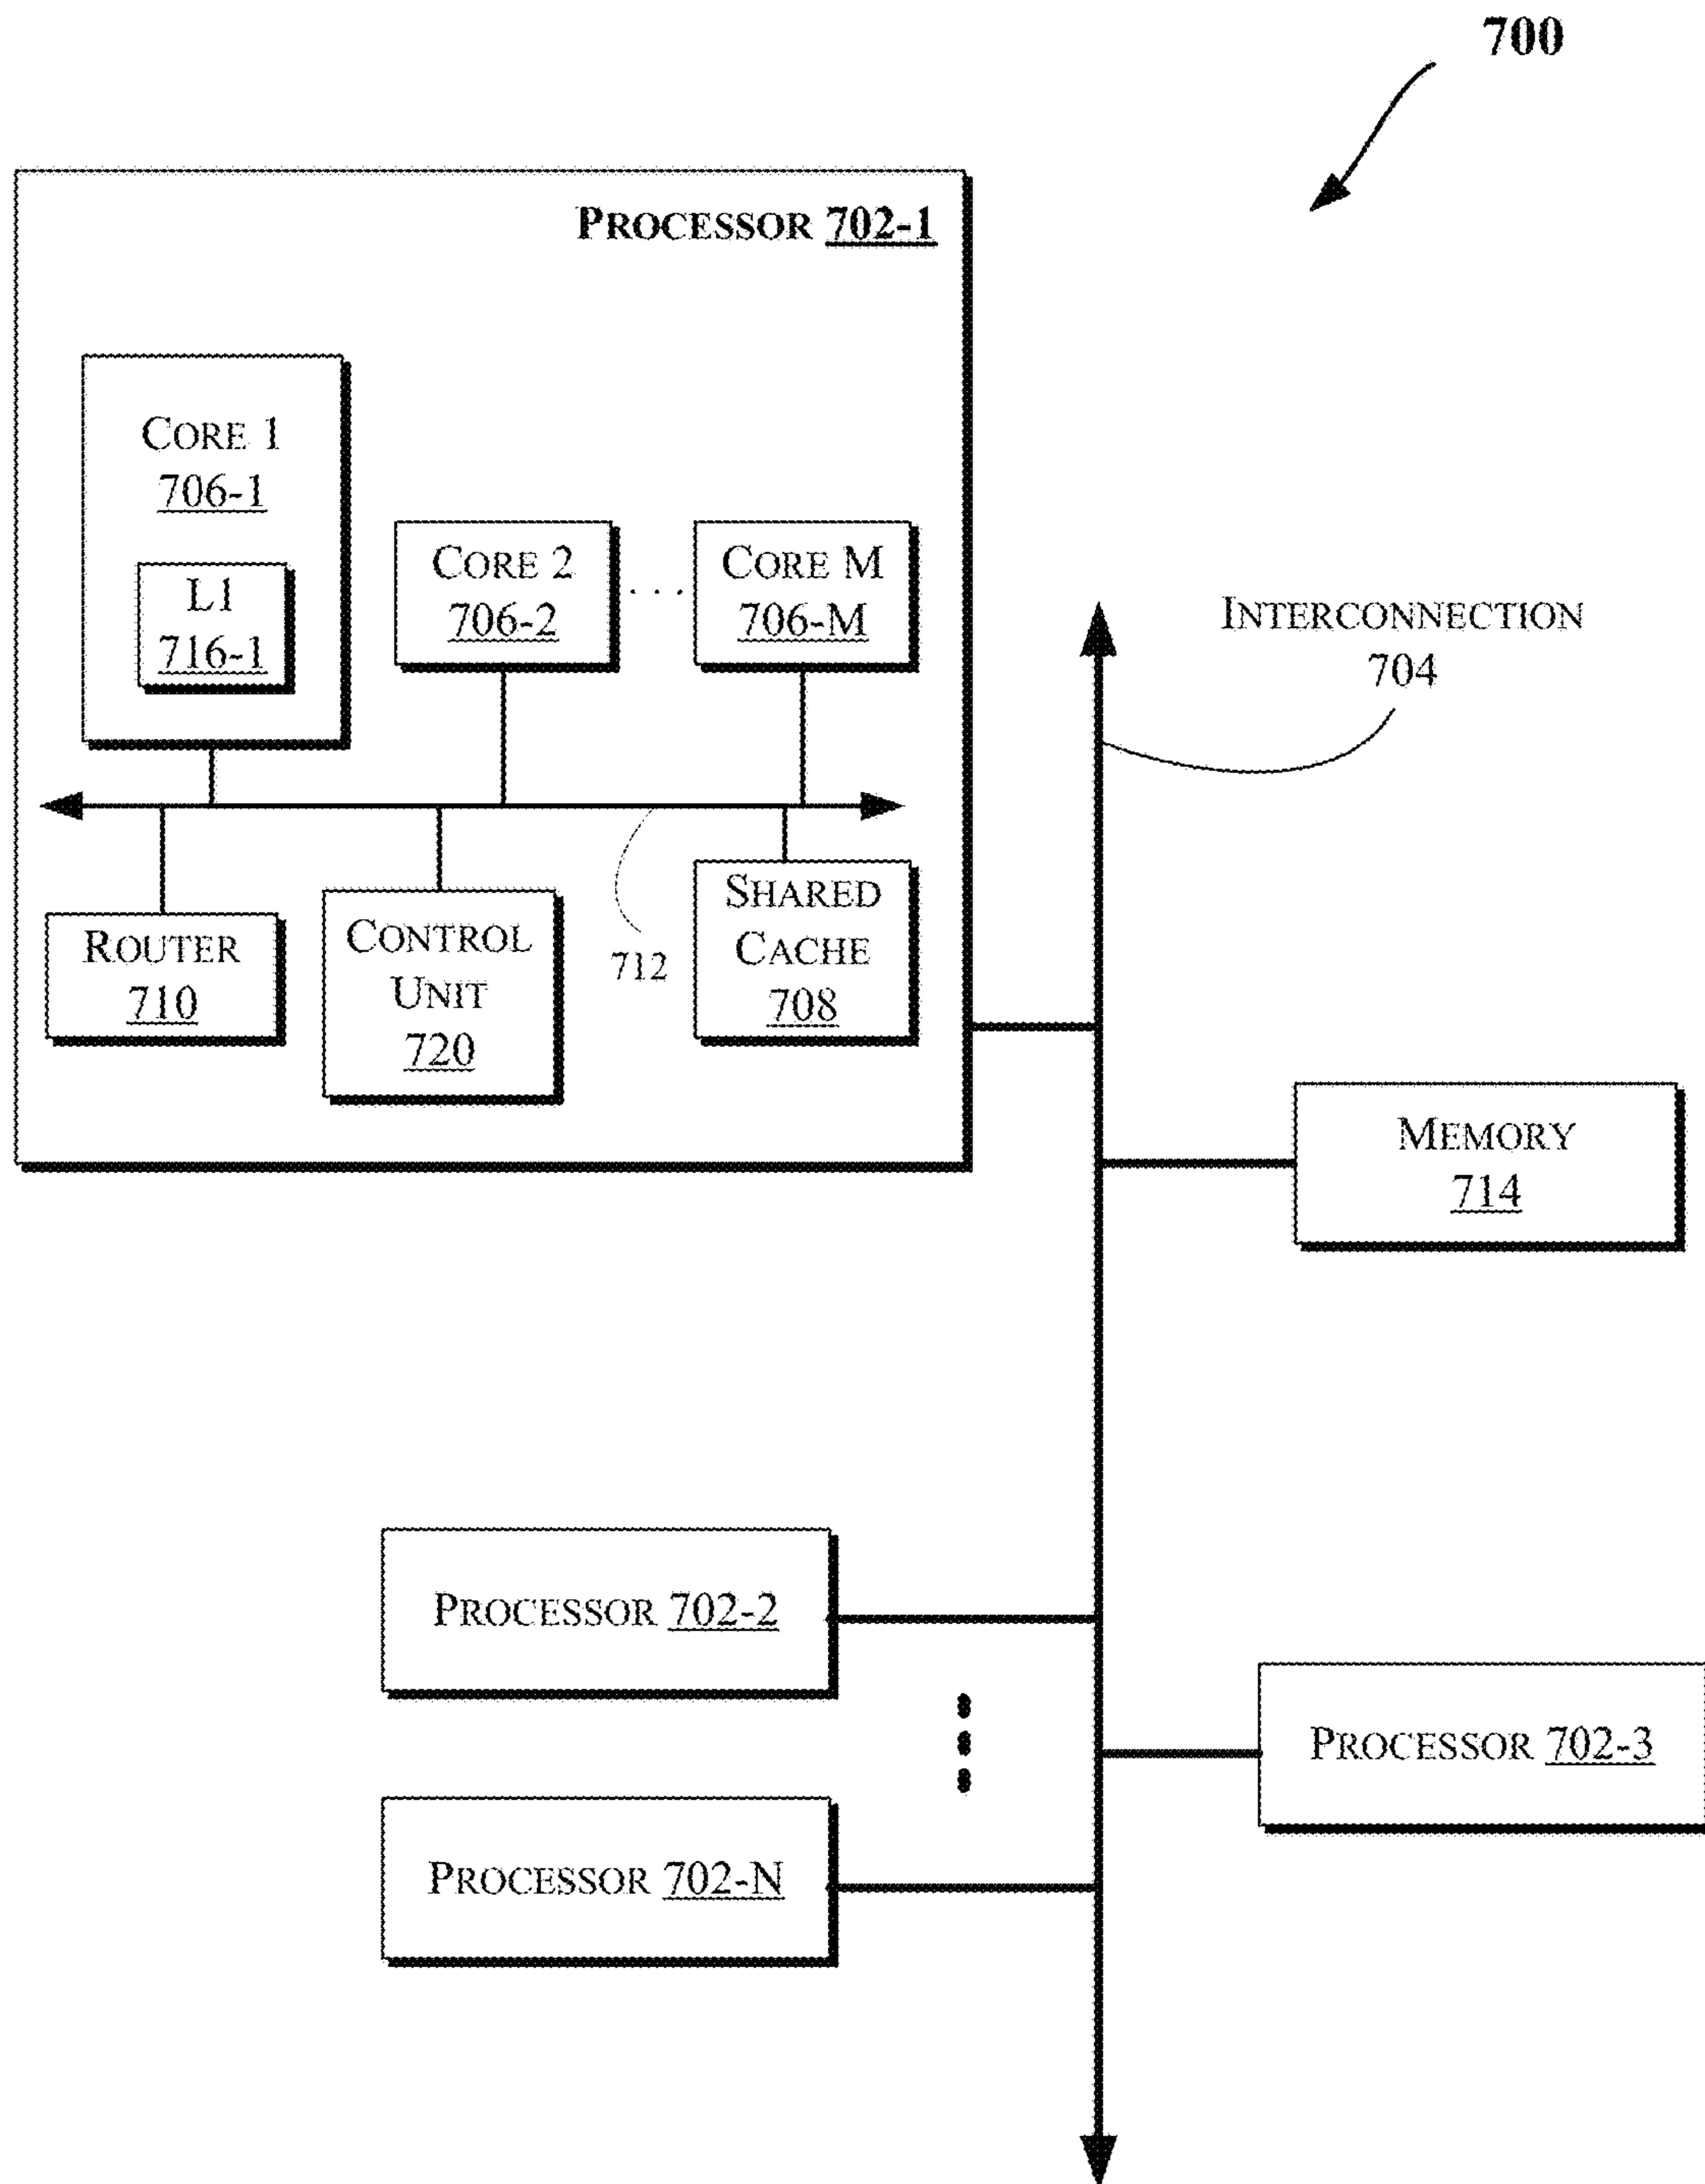 700
PROCESSOR 702-1
CORE 1
706-1
L1
716-1
CORE 2
706-2
. . .
CORE M
706-M
INTERCONNECTION
704
ROUTER
710
CONTROL
UNIT
720
712
SHARED
CACHE
708
MEMORY
714
PROCESSOR 702-2
PROCESSOR 702-3
PROCESSOR 702-N